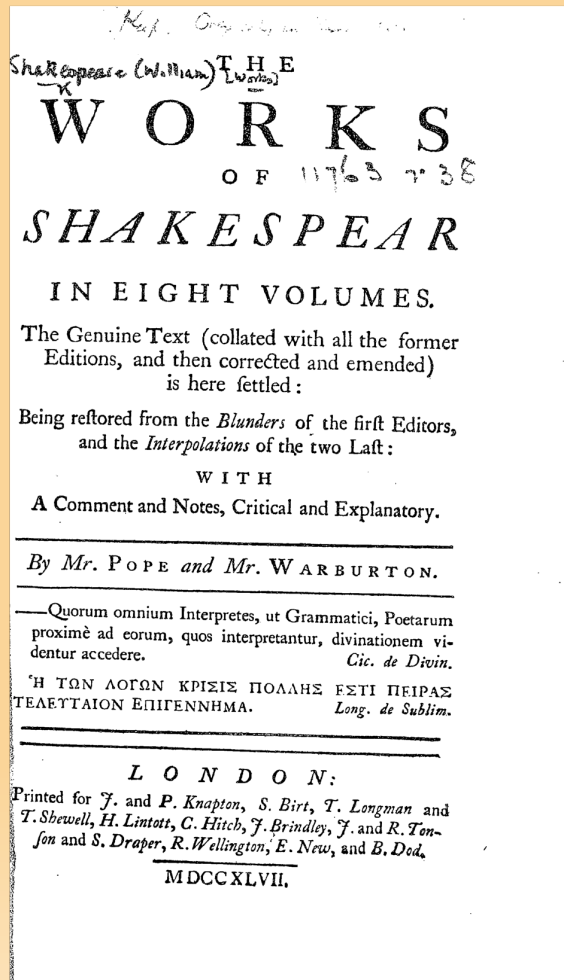 Shakespeare (William) THE
[Works]
WORKS
OF 11763 r 38
SHAKESPEAR
IN EIGHT VOLUMES.
The Genuine Text (collated with all the former
Editions, and then corrected and emended)
is here ſettled:
Being reſtored from the Blunders of the firſt Editors,
and the Interpolations of the two Laſt:
WITH
A Comment and Notes, Critical and Explanatory.
By Mr. POPE and Mr. WARBURTON.
——Quorum omnium Interpretes, ut Grammatici, Poetarum
proximè ad eorum, quos interpretantur, divinationem vi-
dentur accedere. Cic. de Divin.
Ἡ ΤΩΝ ΛΟΓΩΝ ΚΡΙΣΙΣ ΠΟΛΛΗΣ ΕΣΤΙ ΠΕΙΡΑΣ
ΤΕΛΕΥΤΑΙΟΝ ΕΠΙΓΕΝΝΗΜΑ. Long. de Sublim.
LONDON:
Printed for J. and P. Knapton, S. Birt, T. Longman and
T. Shewell, H. Lintott, C. Hitch, J. Brindley, J. and R. Ton-
ſon and S. Draper, R. Wellington, E. New, and B. Dod.
MDCCXLVII.